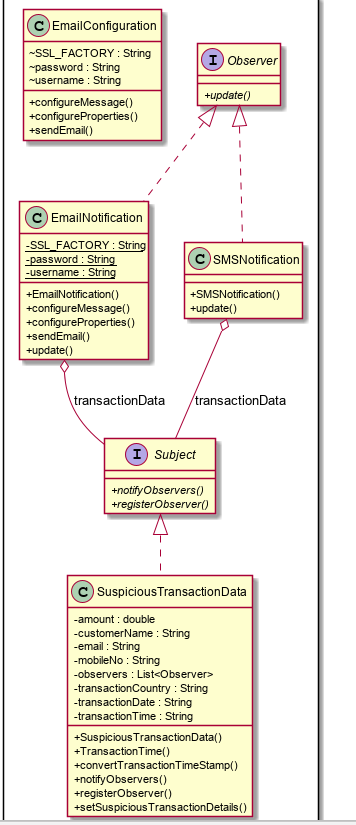 C EmailConfiguration
~SSL_FACTORY : String
~password : String
~username : String
+configureMessage()
+configureProperties()
+sendEmail()
I Observer
+update()
C EmailNotification
-SSL_FACTORY : String
-password : String
-username : String
+EmailNotification()
+configureMessage()
+configureProperties()
+sendEmail()
+update()
C SMSNotification
+SMSNotification()
+update()
transactionData
transactionData
I Subject
+notifyObservers()
+registerObserver()
C SuspiciousTransactionData
-amount : double
-customerName : String
-email : String
-mobileNo : String
-observers : List<Observer>
-transactionCountry : String
-transactionDate : String
-transactionTime : String
+SuspiciousTransactionData()
+TransactionTime()
+convertTransactionTimeStamp()
+notifyObservers()
+registerObserver()
+setSuspiciousTransactionDetails()